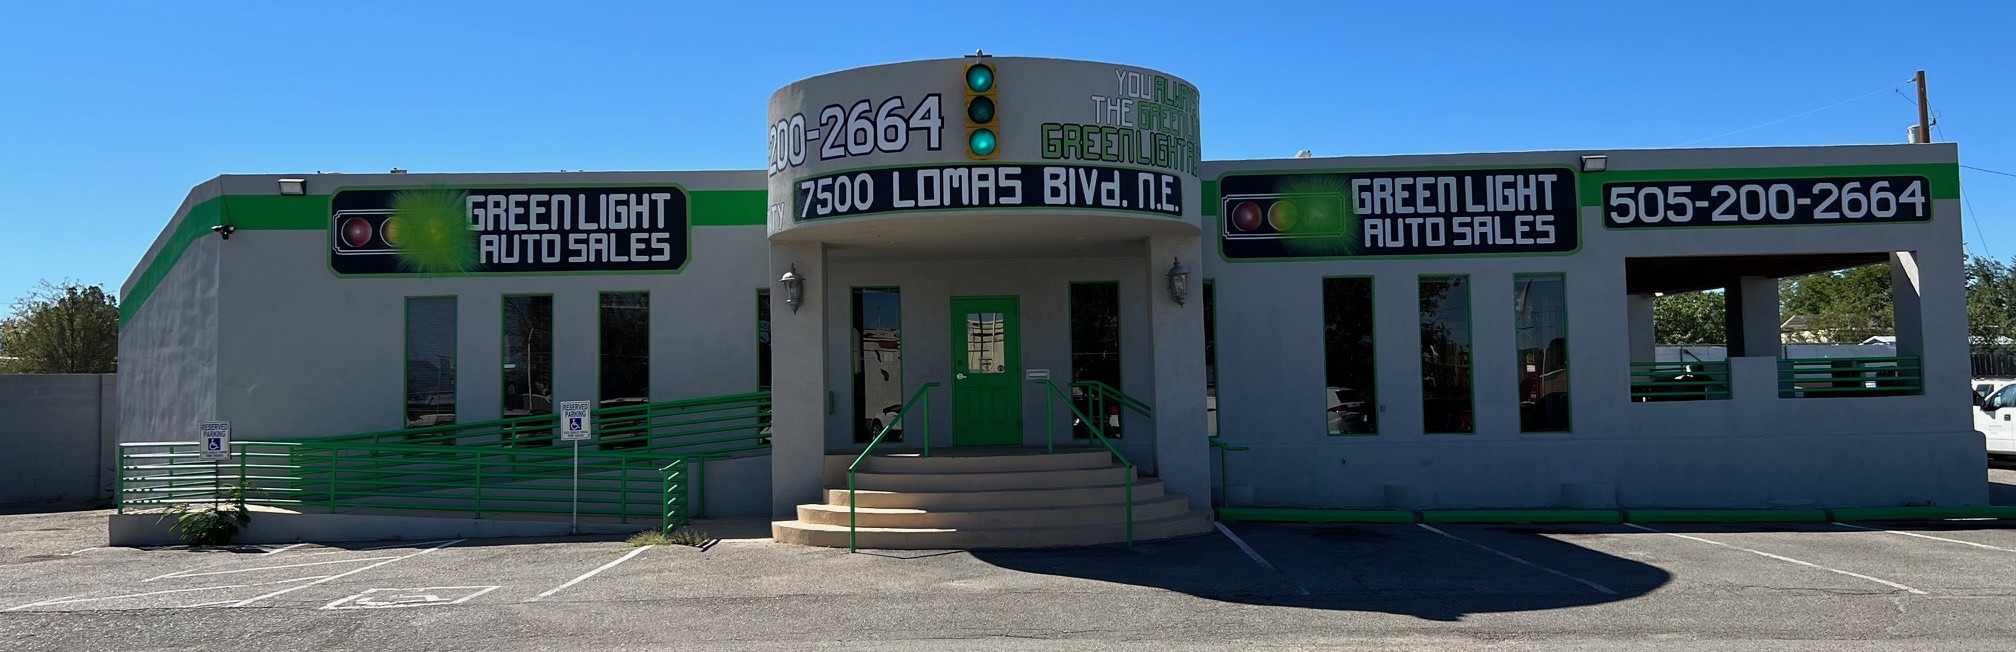 -200-2664
YOU
THE GREEN
GREEN LIGHT
7500 LOMAS BlVd. N.E.
GREEN LIGHT
AUTO SALES
GREEN LIGHT
AUTO SALES
505-200-2664
RESERVED
PARKING
RESERVED
PARKING